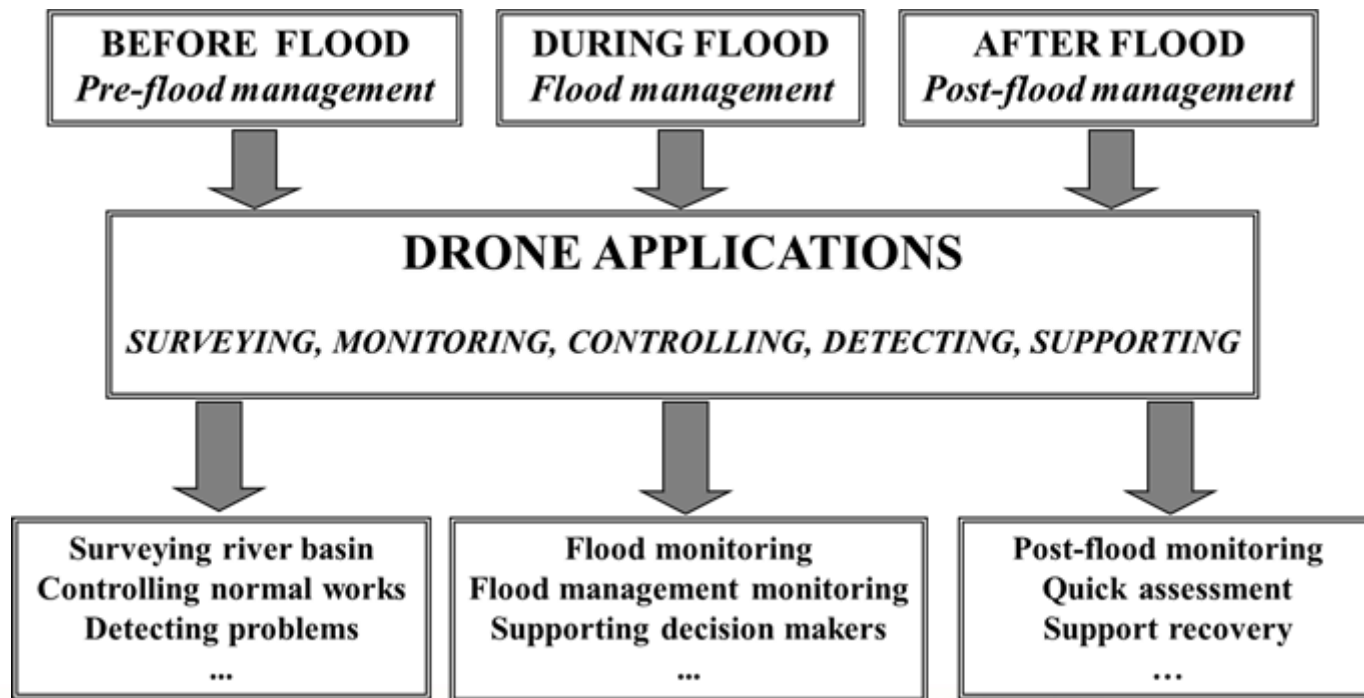 BEFORE FLOOD
Pre-flood management
DURING FLOOD
Flood management
AFTER FLOOD
Post-flood management
DRONE APPLICATIONS
SURVEYING, MONITORING, CONTROLLING, DETECTING, SUPPORTING
Surveying river basin
Controlling normal works
Detecting problems
...
Flood monitoring
Flood management monitoring
Supporting decision makers
...
Post-flood monitoring
Quick assessment
Support recovery
...